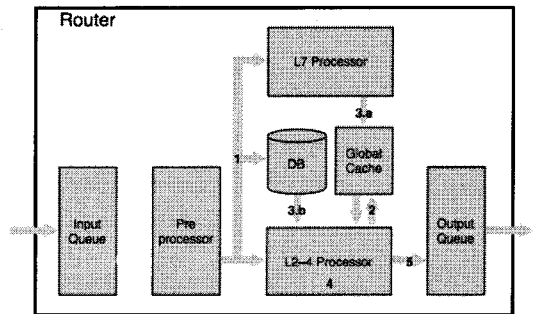 Router
L7 Processor
3.a
1
DB
Global
Cache
3.b
2
Input
Queue
Pre
processor
L2–4 Processor
4
5
Output
Queue